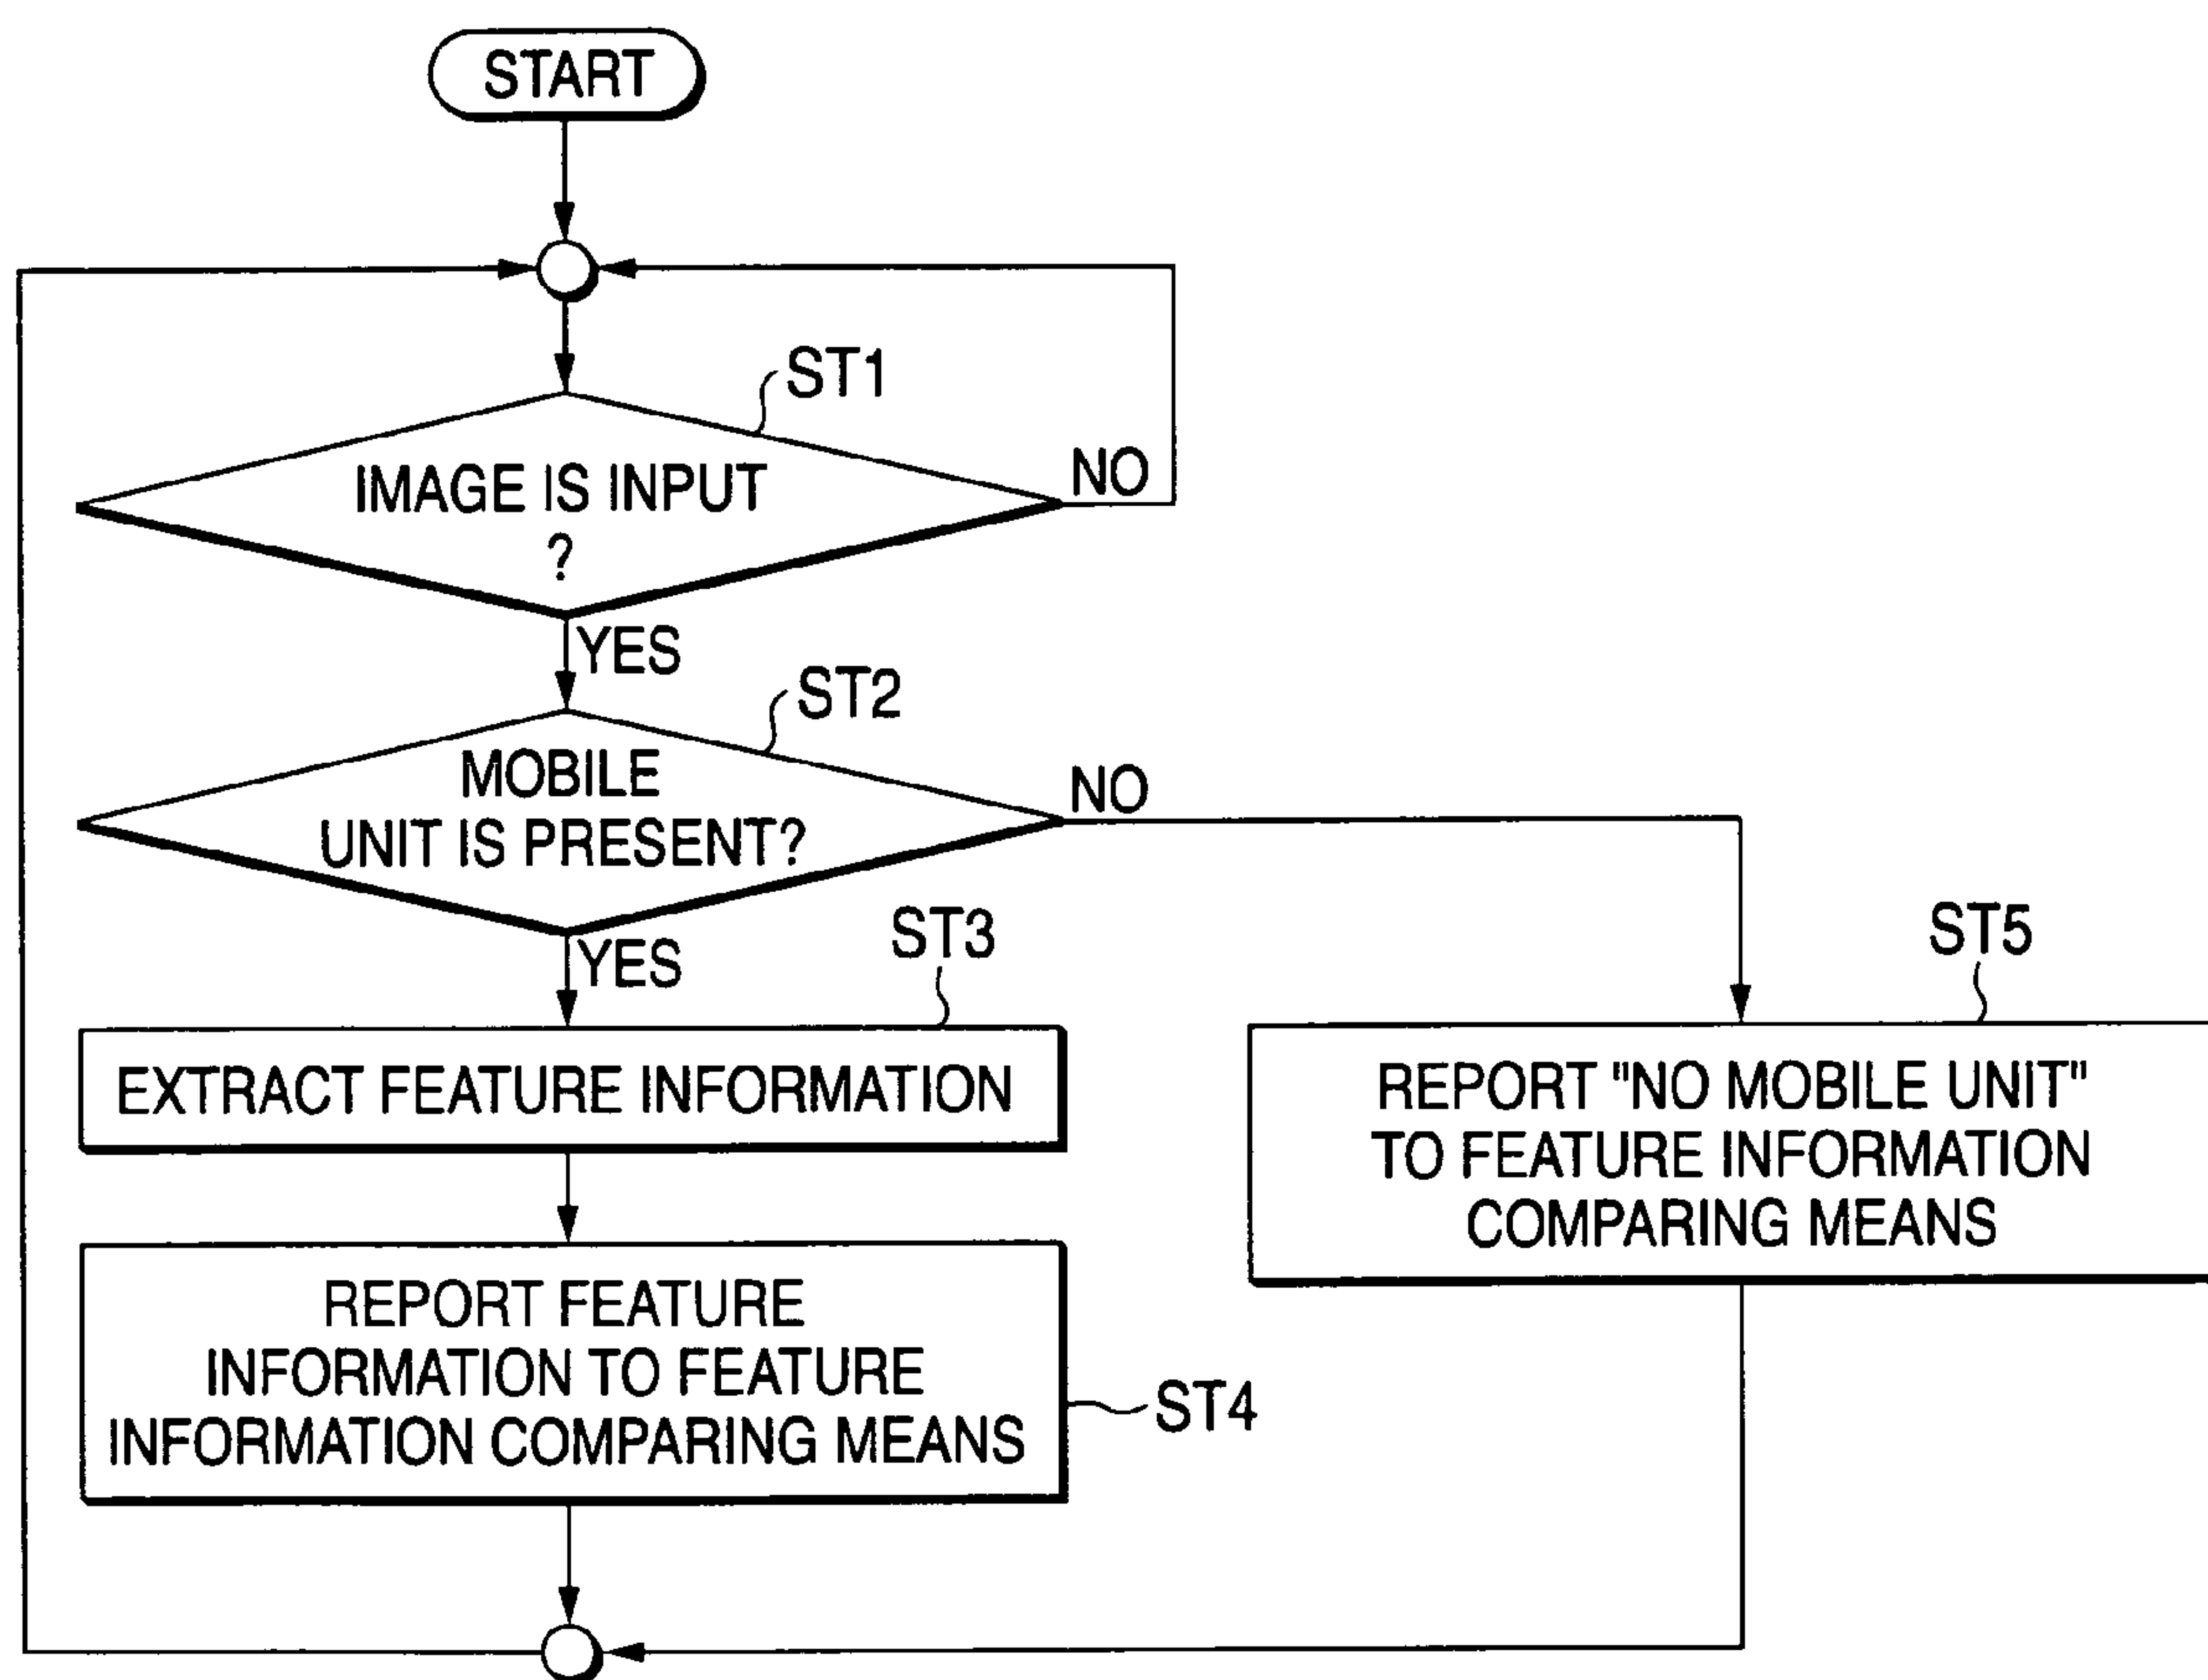 START
ST1
IMAGE IS INPUT
?
NO
YES
ST2
MOBILE
UNIT IS PRESENT?
NO
YES
ST3
EXTRACT FEATURE INFORMATION
REPORT FEATURE
INFORMATION TO FEATURE
INFORMATION COMPARING MEANS
ST4
ST5
REPORT "NO MOBILE UNIT"
TO FEATURE INFORMATION
COMPARING MEANS